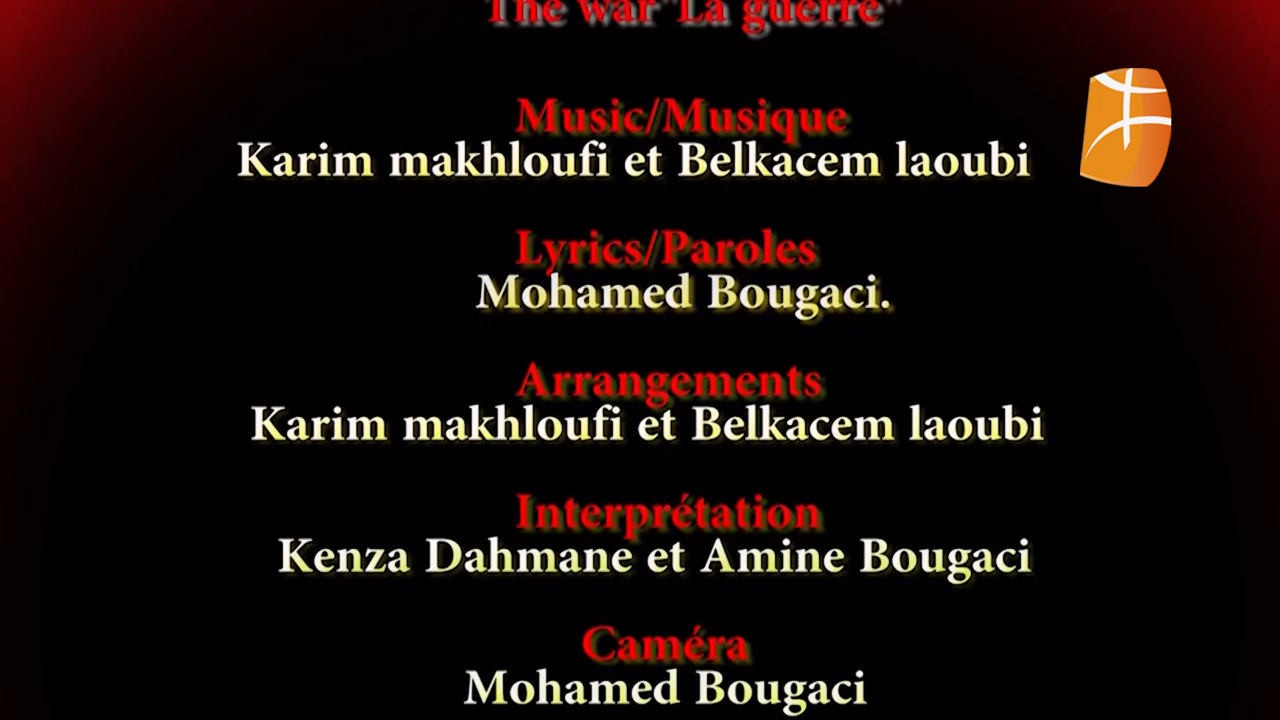 The war"La guerre"
Music/Musique
Karim makhloufi et Belkacem laoubi
Lyrics/Paroles
Mohamed Bougaci.
Arrangements
Karim makhloufi et Belkacem laoubi
Interprétation
Kenza Dahmane et Amine Bougaci
Caméra
Mohamed Bougaci